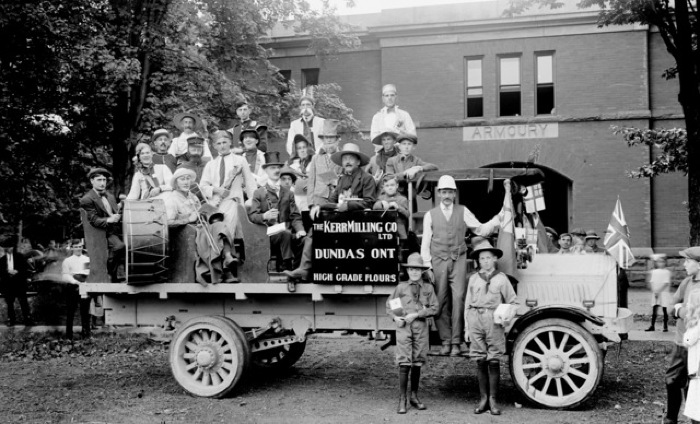 ARMOURY
THE KERR MILLING CO
LTD
DUNDAS ONT
HIGH GRADE FLOURS